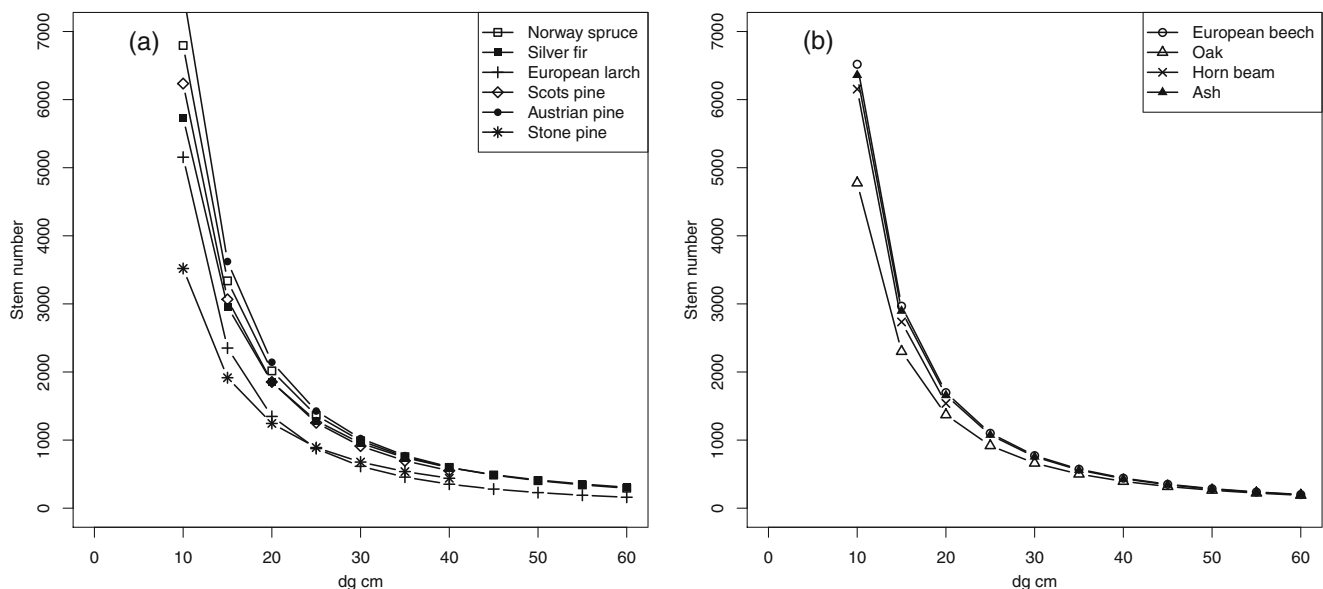 (a)
Norway spruce
Silver fir
European larch
Scots pine
Austrian pine
Stone pine
Stem number
7000
6000
5000
4000
3000
2000
1000
0
0 10 20 30 40 50 60
dg cm
(b)
European beech
Oak
Horn beam
Ash
Stem number
7000
6000
5000
4000
3000
2000
1000
0
0 10 20 30 40 50 60
dg cm